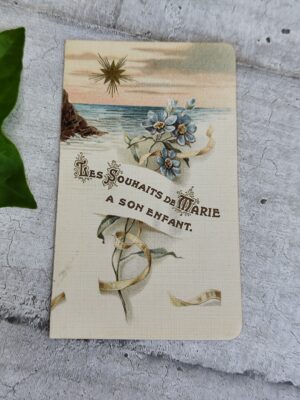 LES SOUHAITS DE MARIE
A SON ENFANT.